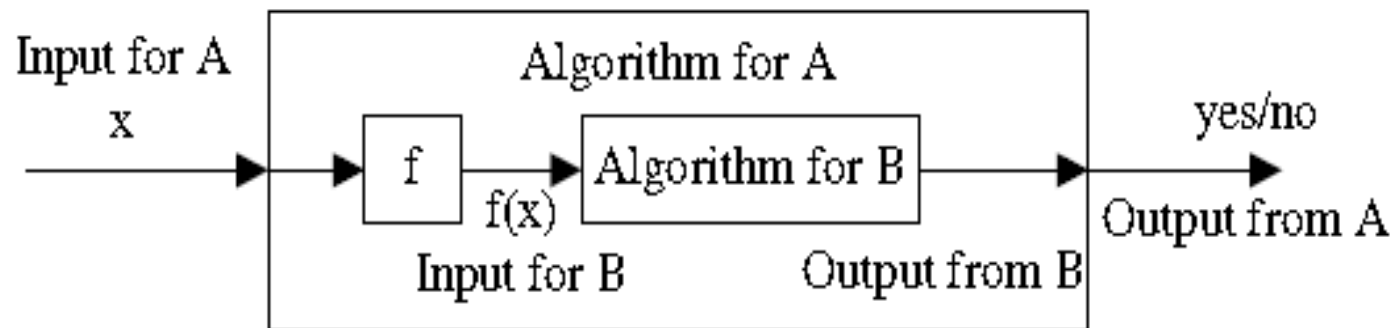 Input for A
x
Algorithm for A
f
f(x)
Input for B
Algorithm for B
Output from B
yes/no
Output from A